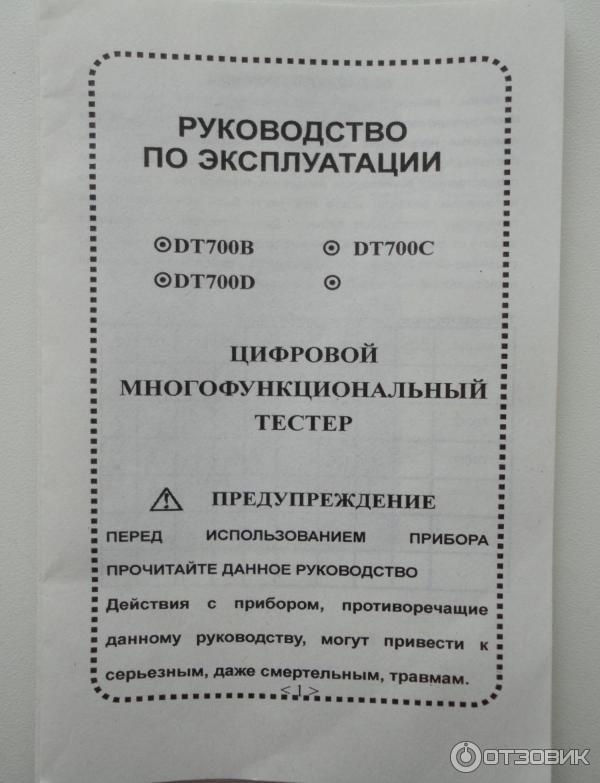 РУКОВОДСТВО
ПО ЭКСПЛУАТАЦИИ
DT700B DT700C
DT700D
ЦИФРОВОЙ
МНОГОФУНКЦИОНАЛЬНЫЙ
ТЕСТЕР
ПРЕДУПРЕЖДЕНИЕ
ПЕРЕД ИСПОЛЬЗОВАНИЕМ ПРИБОРА
ПРОЧИТАЙТЕ ДАННОЕ РУКОВОДСТВО
Действия с прибором, противоречащие
данному руководству, могут привести к
серьезным, даже смертельным, травмам.
< 1 >
ОТЗОВИК